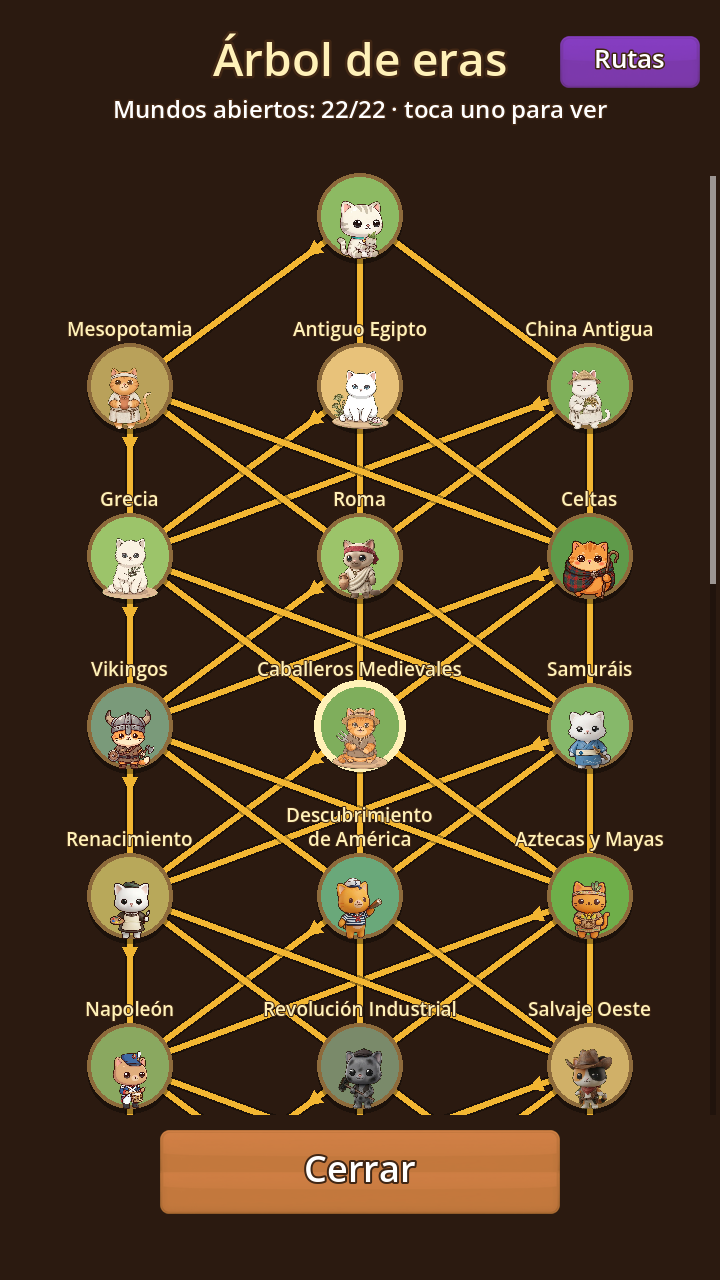 Árbol de eras
Rutas
Mundos abiertos: 22/22 · toca uno para ver
Mesopotamia
Antiguo Egipto
China Antigua
Grecia
Roma
Celtas
Vikingos
Caballeros Medievales
Samuráis
Renacimiento
Descubrimiento
de América
Aztecas y Mayas
Napoleón
Revolución Industrial
Salvaje Oeste
Cerrar